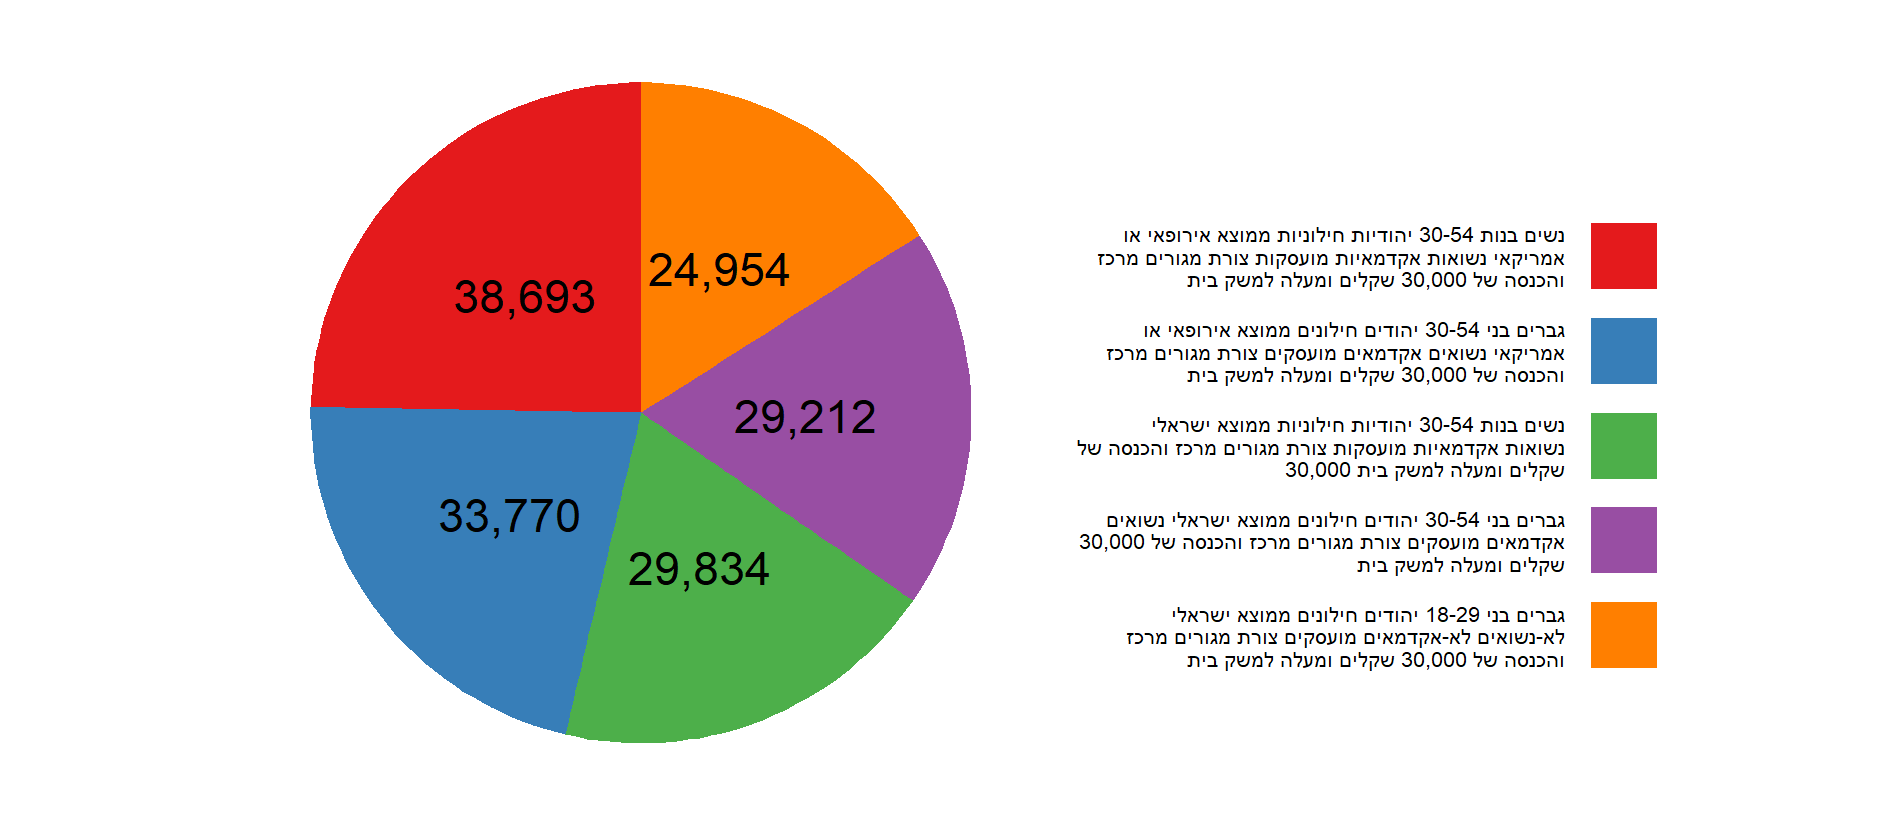 24,954
38,693
29,212
33,770
29,834
נשים בנות 30-54 יהודיות חילוניות ממוצא אירופאי או
אמריקאי נשואות אקדמאיות מועסקות צורת מגורים מרכז
והכנסה של 30,000 שקלים ומעלה למשק בית
גברים בני 30-54 יהודים חילונים ממוצא אירופאי או
אמריקאי נשואים אקדמאים מועסקים צורת מגורים מרכז
והכנסה של 30,000 שקלים ומעלה למשק בית
נשים בנות 30-54 יהודיות חילוניות ממוצא ישראלי
נשואות אקדמאיות מועסקות צורת מגורים מרכז והכנסה של
שקלים ומעלה למשק בית 30,000
גברים בני 30-54 יהודים חילונים ממוצא ישראלי נשואים
אקדמאים מועסקים צורת מגורים מרכז והכנסה של 30,000
שקלים ומעלה למשק בית
גברים בני 18-29 יהודים חילונים ממוצא ישראלי
לא-נשואים לא-אקדמאים מועסקים צורת מגורים מרכז
והכנסה של 30,000 שקלים ומעלה למשק בית